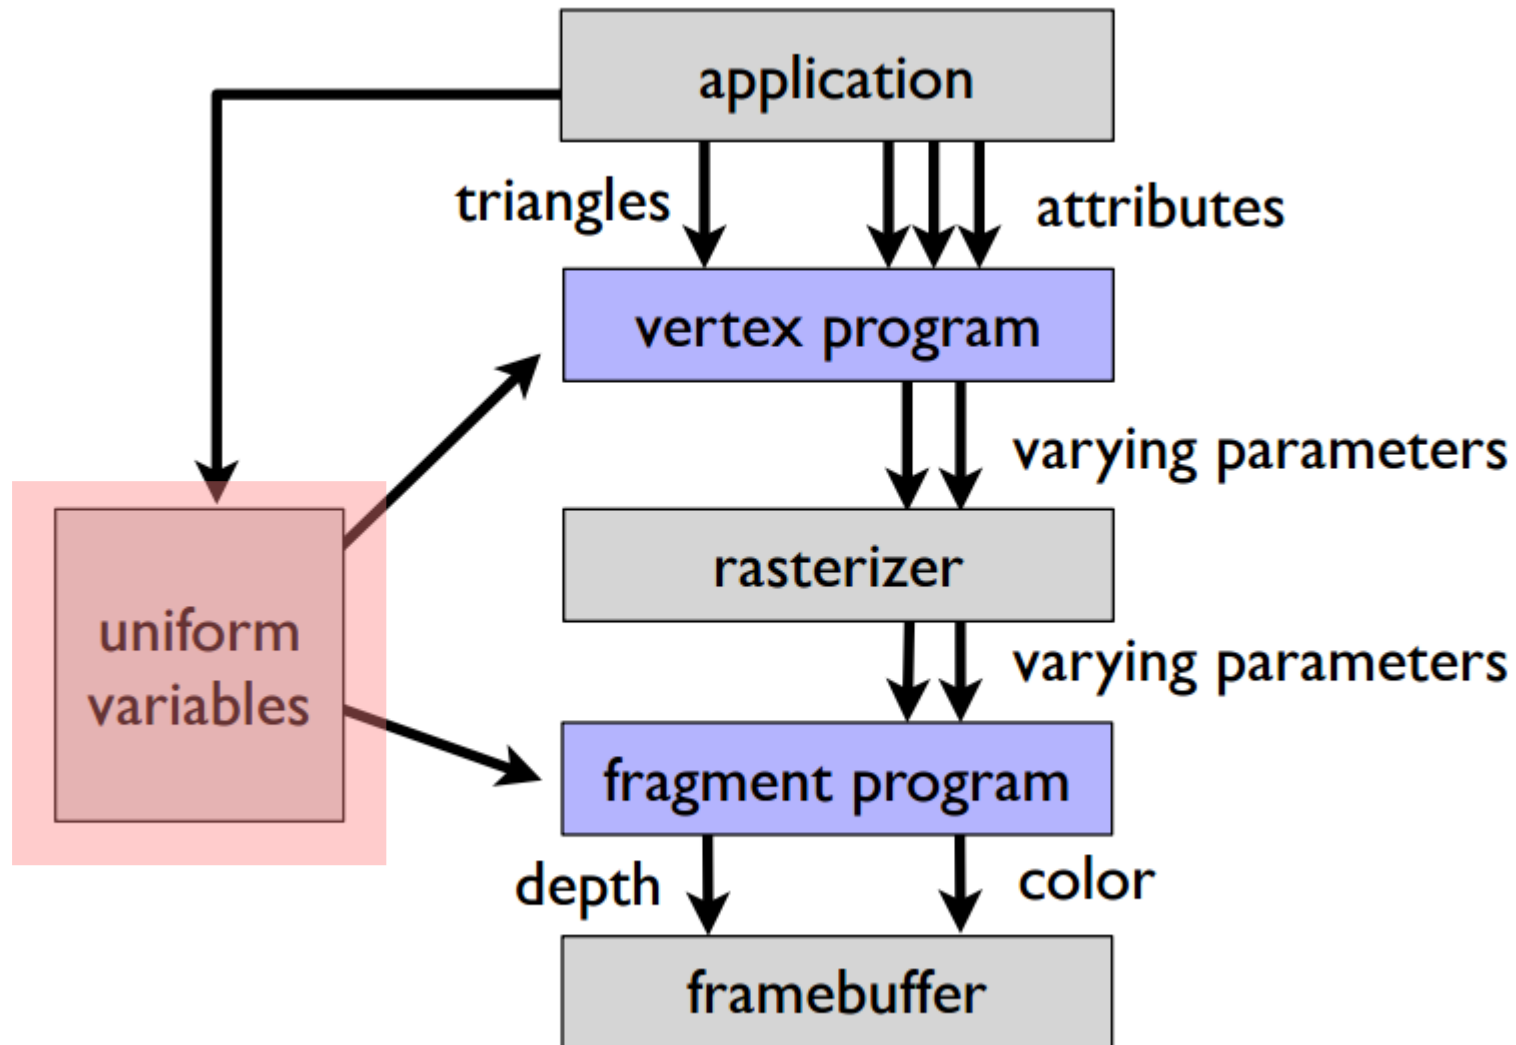 application
triangles
attributes
vertex program
varying parameters
rasterizer
uniform
variables
varying parameters
fragment program
depth
color
framebuffer